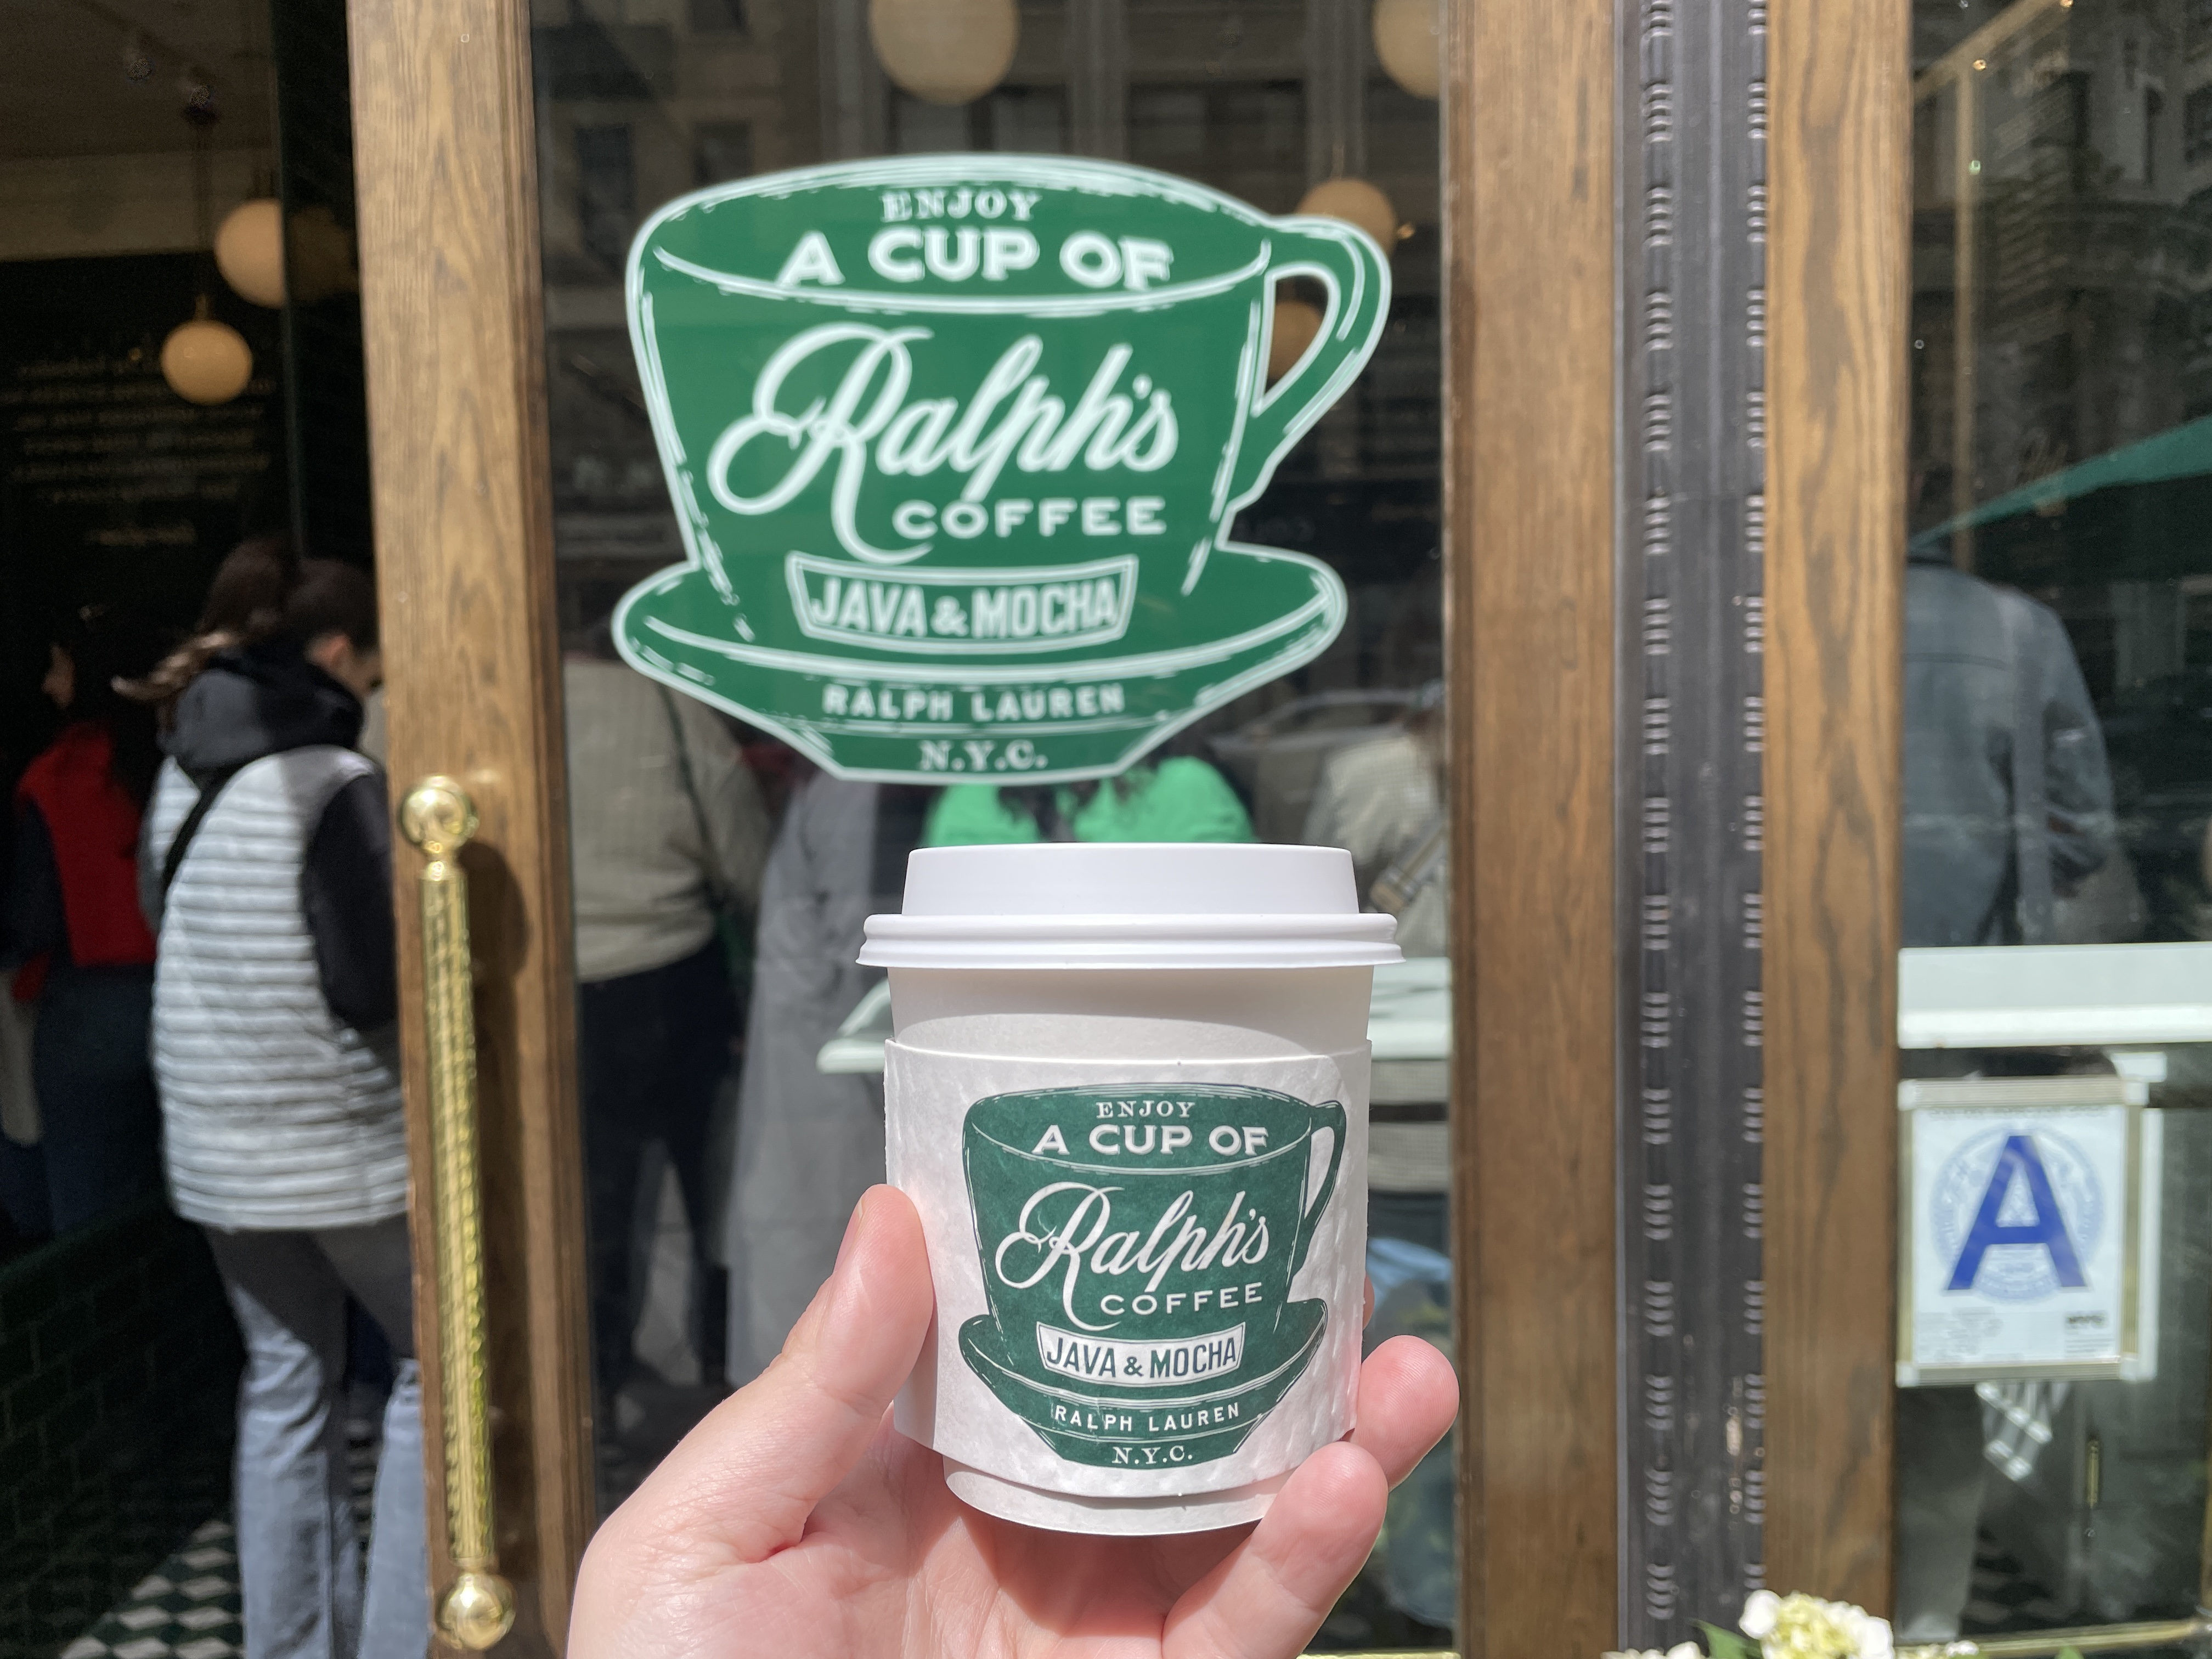 ENJOY
A CUP OF
Ralph's
COFFEE
JAVA & MOCHA
RALPH LAUREN
N.Y.C.
ENJOY
A CUP OF
Ralph's
COFFEE
JAVA & MOCHA
RALPH LAUREN
N.Y.C.
A